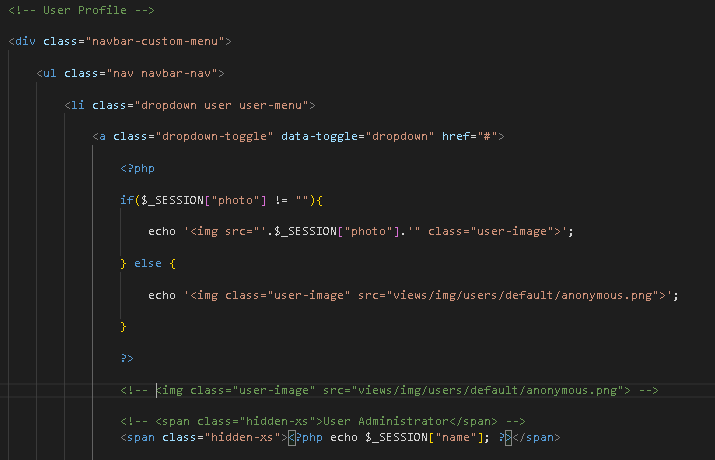 <!-- User Profile -->
<div class="navbar-custom-menu">
<ul class="nav navbar-nav">
<li class="dropdown user user-menu">
<a class="dropdown-toggle" data-toggle="dropdown" href="#">
<?php
if($_SESSION["photo"] != ""){
echo '<img src="'.$_SESSION["photo"].'" class="user-image">';
} else {
echo '<img class="user-image" src="views/img/users/default/anonymous.png">';
}
?>
<!-- <img class="user-image" src="views/img/users/default/anonymous.png"> -->
<!-- <span class="hidden-xs">User Administrator</span> -->
<span class="hidden-xs"><?php echo $_SESSION["name"]; ?></span>